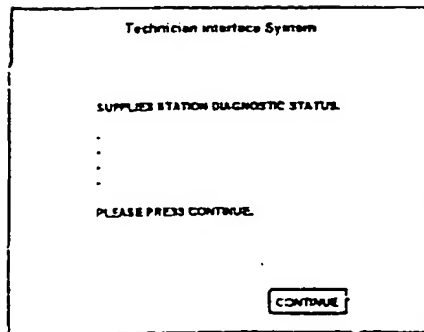 Technician Interface System
SUPPLIES STATION DIAGNOSTIC STATUS.
.
.
.
.
PLEASE PRESS CONTINUE.
CONTINUE